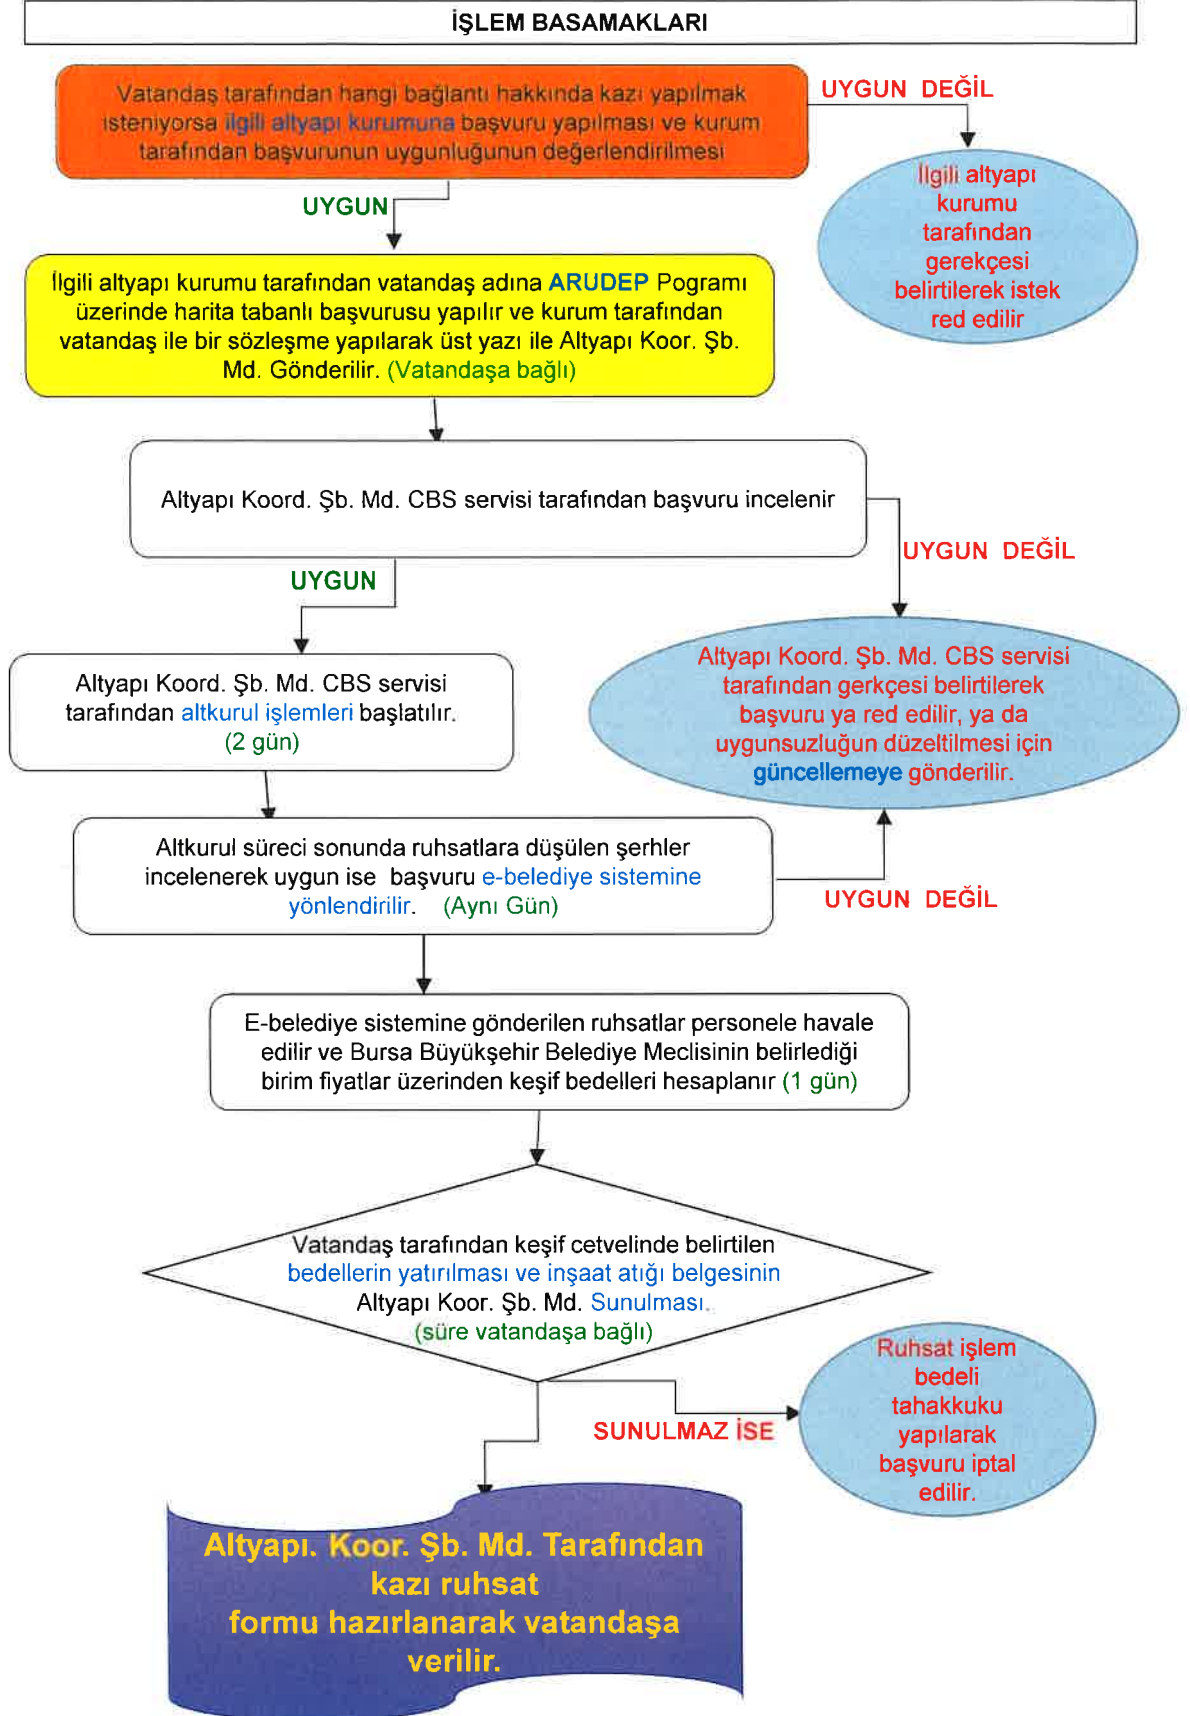 İŞLEM BASAMAKLARI
Vatandaş tarafından hangi bağlantı hakkında kazı yapılmak
isteniyorsa ilgili altyapı kurumuna başvuru yapılması ve kurum
tarafından başvurunun uygunluğunun değerlendirilmesi
UYGUN DEĞİL
İlgili altyapı
kurumu
tarafından
gerekçesi
belirtilerek istek
red edilir
UYGUN
İlgili altyapı kurumu tarafından vatandaş adına ARUDEP Pogramı
üzerinde harita tabanlı başvurusu yapılır ve kurum tarafından
vatandaş ile bir sözleşme yapılarak üst yazı ile Altyapı Koor. Şb.
Md. Gönderilir. (Vatandaşa bağlı)
Altyapı Koord. Şb. Md. CBS servisi tarafından başvuru incelenir
UYGUN DEĞİL
UYGUN
Altyapı Koord. Şb. Md. CBS servisi
tarafından gerkçesi belirtilerek
başvuru ya red edilir, ya da
uygunsuzluğun düzeltilmesi için
güncellemeye gönderilir.
Altyapı Koord. Şb. Md. CBS servisi
tarafından altkurul işlemleri başlatılır.
(2 gün)
Altkurul süreci sonunda ruhsatlara düşülen şerhler
incelenerek uygun ise başvuru e-belediye sistemine
yönlendirilir. (Aynı Gün)
UYGUN DEĞİL
E-belediye sistemine gönderilen ruhsatlar personele havale
edilir ve Bursa Büyükşehir Belediye Meclisinin belirlediği
birim fiyatlar üzerinden keşif bedelleri hesaplanır (1 gün)
Vatandaş tarafından keşif cetvelinde belirtilen
bedellerin yatırılması ve inşaat atığı belgesinin
Altyapı Koor. Şb. Md. Sunulması.
(süre vatandaşa bağlı)
SUNULMAZ İSE
Ruhsat işlem
bedeli
tahakkuku
yapılarak
başvuru iptal
edilir.
Altyapı. Koor. Şb. Md. Tarafından
kazı ruhsat
formu hazırlanarak vatandaşa
verilir.